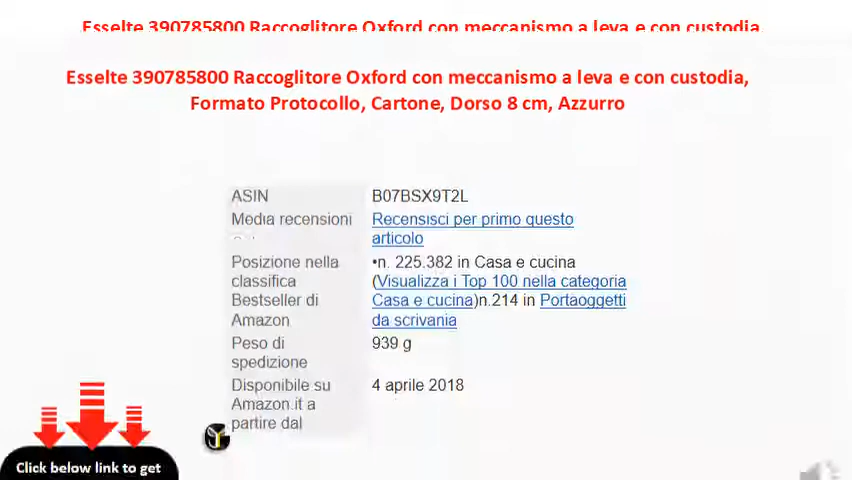 Esselte 390785800 Raccoglitore Oxford con meccanismo a leva e con custodia
Esselte 390785800 Raccoglitore Oxford con meccanismo a leva e con custodia,
Formato Protocollo, Cartone, Dorso 8 cm, Azzurro
ASIN B07BSX9T2L
Media recensioni Recensisci per primo questo
articolo
Posizione nella •n. 225.382 in Casa e cucina
classifica (Visualizza i Top 100 nella categoria
Bestseller di Casa e cucina)n.214 in Portaoggetti
Amazon da scrivania
Peso di 939 g
spedizione
Disponibile su 4 aprile 2018
Amazon.it a
partire dal
Click below link to get